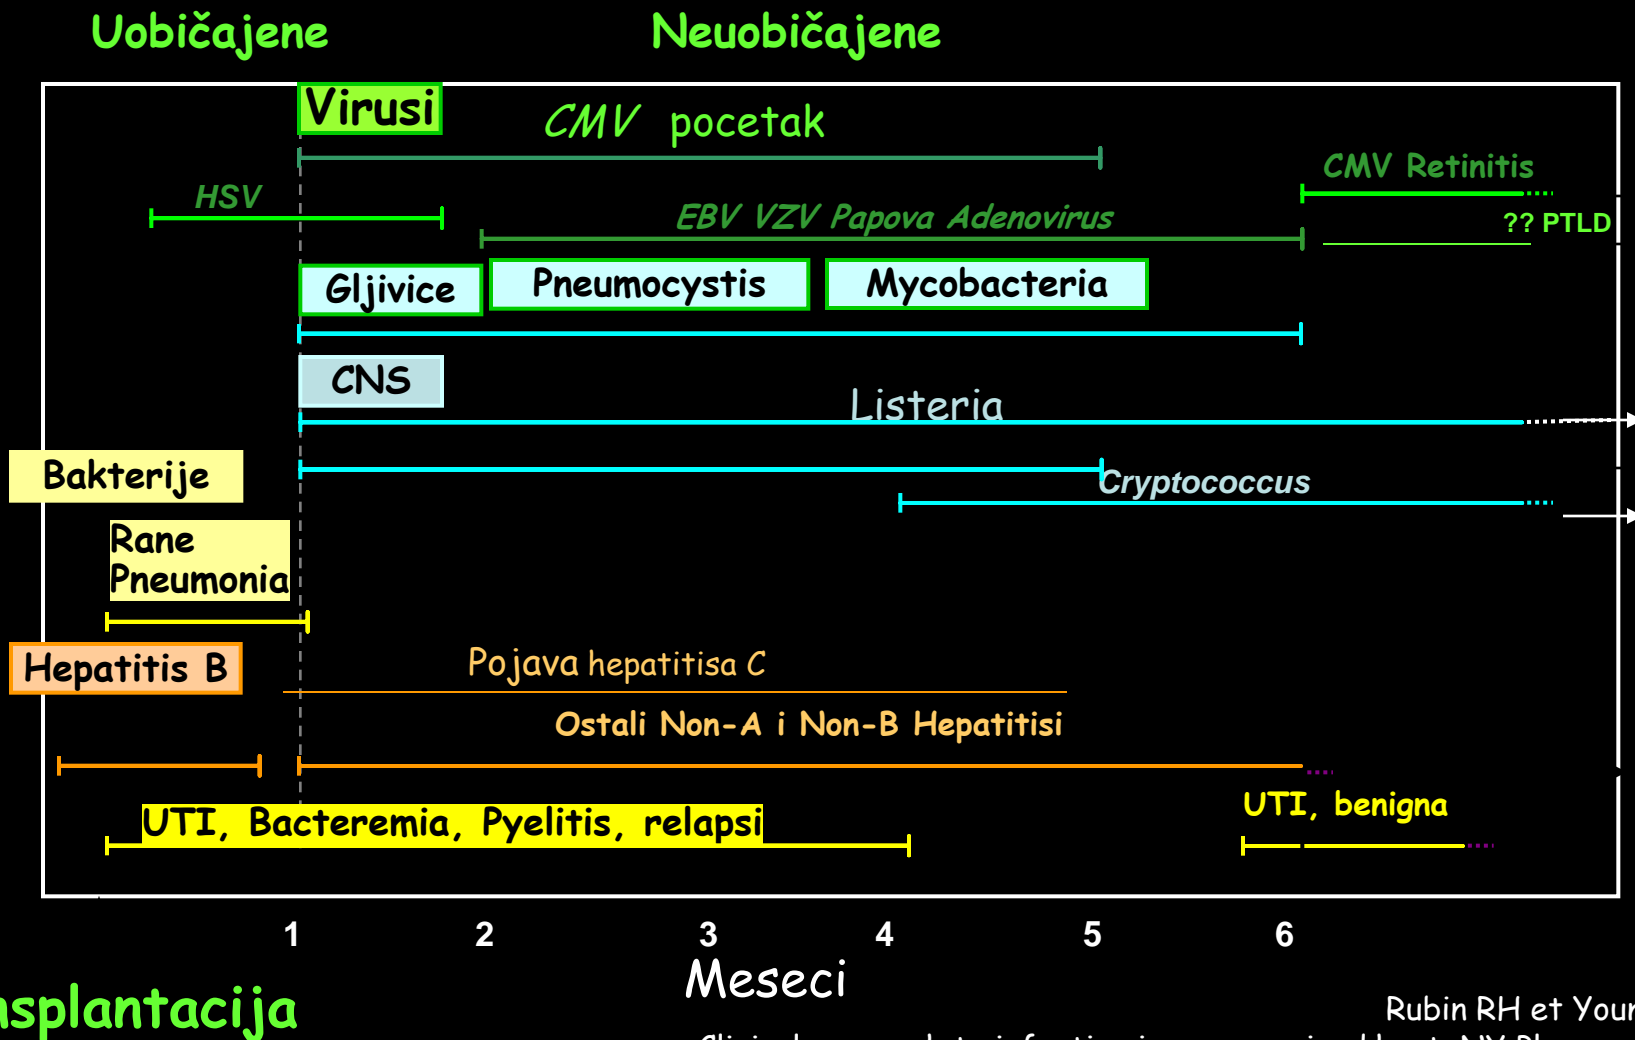 Uobičajene
Neuobičajene
Virusi
CMV pocetak
CMV Retinitis
HSV
EBV VZV Papova Adenovirus
?? PTLD
Gljivice
Pneumocystis
Mycobacteria
CNS
Listeria
Bakterije
Cryptococcus
Rane
Pneumonia
Hepatitis B
Pojava hepatitisa C
Ostali Non-A i Non-B Hepatitisi
UTI, benigna
UTI, Bacteremia, Pyelitis, relapsi
1 2 3 4 5 6
Meseci
nsplantacija
Rubin RH et Your